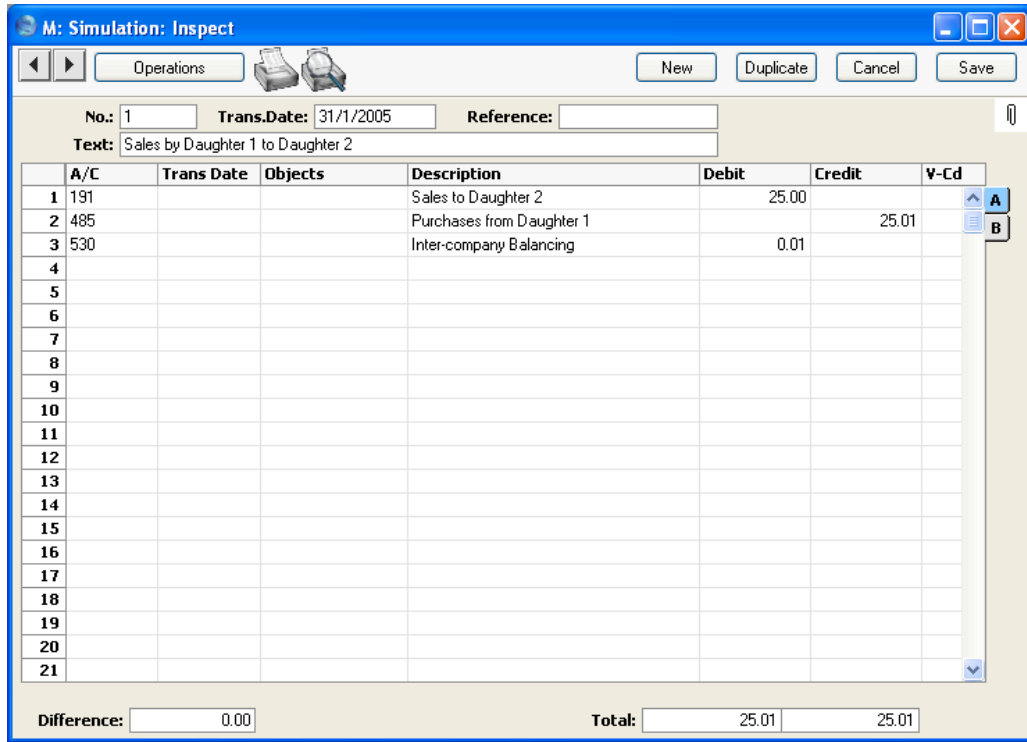 M: Simulation: Inspect
Operations New Duplicate Cancel Save
No.: 1 Trans.Date: 31/1/2005 Reference:
Text: Sales by Daughter 1 to Daughter 2
A/C Trans Date Objects Description Debit Credit V-Cd
1 191 Sales to Daughter 2 25.00 A
2 485 Purchases from Daughter 1 25.01 B
3 530 Inter-company Balancing 0.01
4
5
6
7
8
9
10
11
12
13
14
15
16
17
18
19
20
21
Difference: 0.00 Total: 25.01 25.01